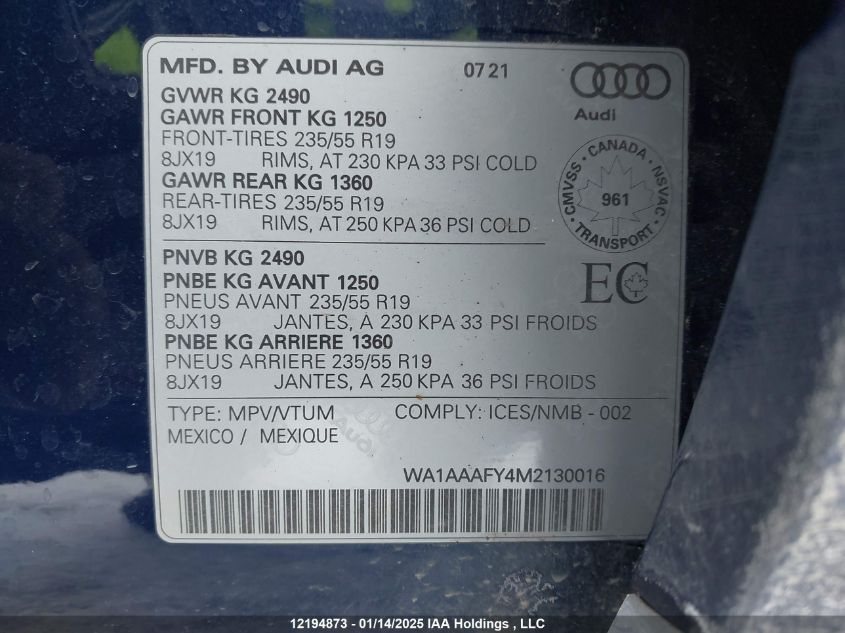 MFD. BY AUDI AG 07 21
Audi
GVWR KG 2490
GAWR FRONT KG 1250
FRONT-TIRES 235/55 R19
8JX19 RIMS, AT 230 KPA 33 PSI COLD
GAWR REAR KG 1360
REAR-TIRES 235/55 R19
8JX19 RIMS, AT 250 KPA 36 PSI COLD
CMVSS - CANADA - NSVAC - TRANSPORT -
961
PNVB KG 2490
PNBE KG AVANT 1250
PNEUS AVANT 235/55 R19
8JX19 JANTES, A 230 KPA 33 PSI FROIDS
PNBE KG ARRIERE 1360
PNEUS ARRIERE 235/55 R19
8JX19 JANTES, A 250 KPA 36 PSI FROIDS
EC
TYPE: MPV/VTUM COMPLY: ICES/NMB - 002
MEXICO / MEXIQUE
WA1AAAFY4M2130016
12194873 - 01/14/2025 IAA Holdings , LLC